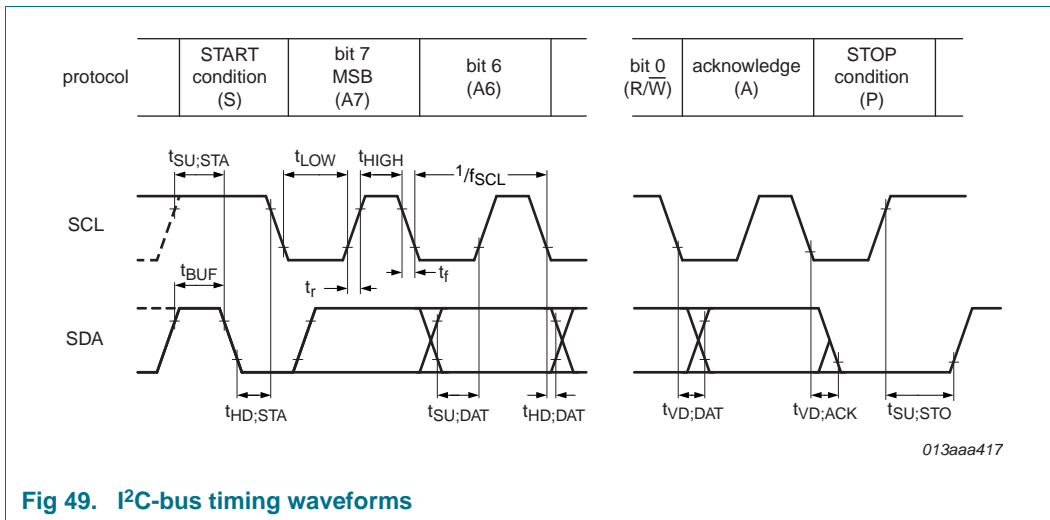 protocol
START
condition
(S)
bit 7
MSB
(A7)
bit 6
(A6)
bit 0
(R/W̅)
acknowledge
(A)
STOP
condition
(P)
tSU;STA
tLOW
tHIGH
1/fSCL
SCL
tBUF
tr
tf
SDA
tHD;STA
tSU;DAT
tHD;DAT
tVD;DAT
tVD;ACK
tSU;STO
013aaa417
Fig 49. I²C-bus timing waveforms